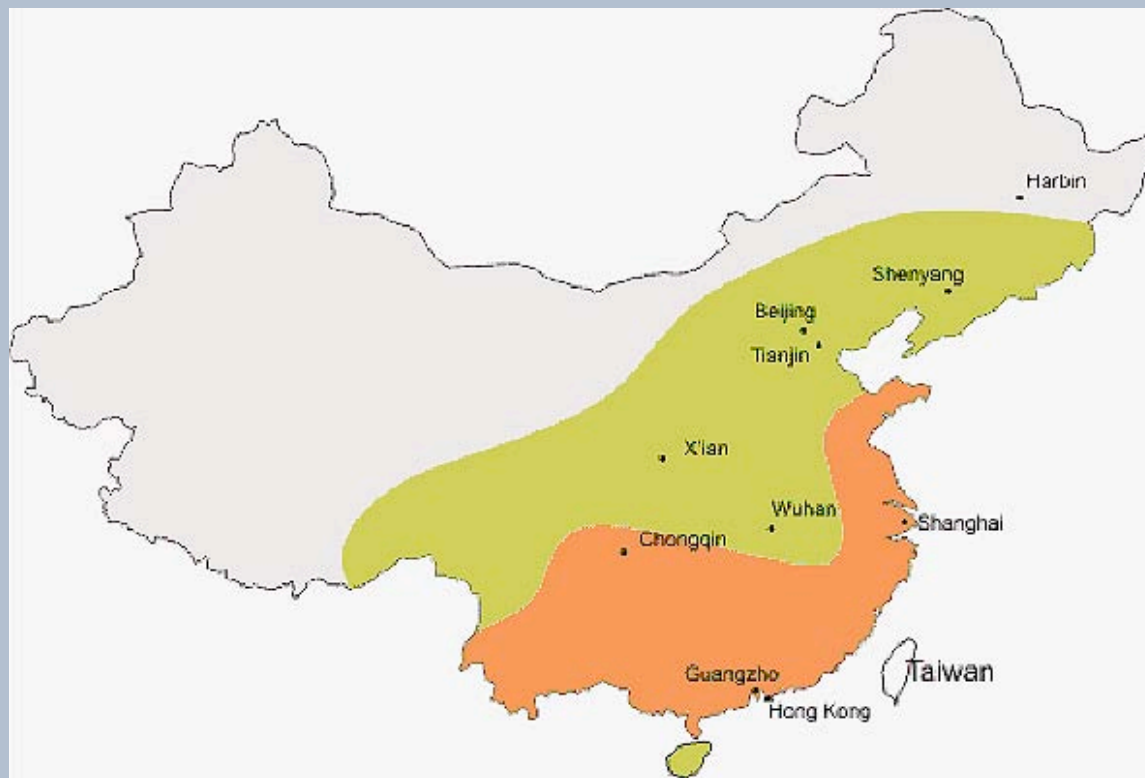 Harbin
Shenyang
Beijing
Tianjin
X'ian
Wuhan
Shanghai
Chongqin
Taiwan
Guangzho
Hong Kong